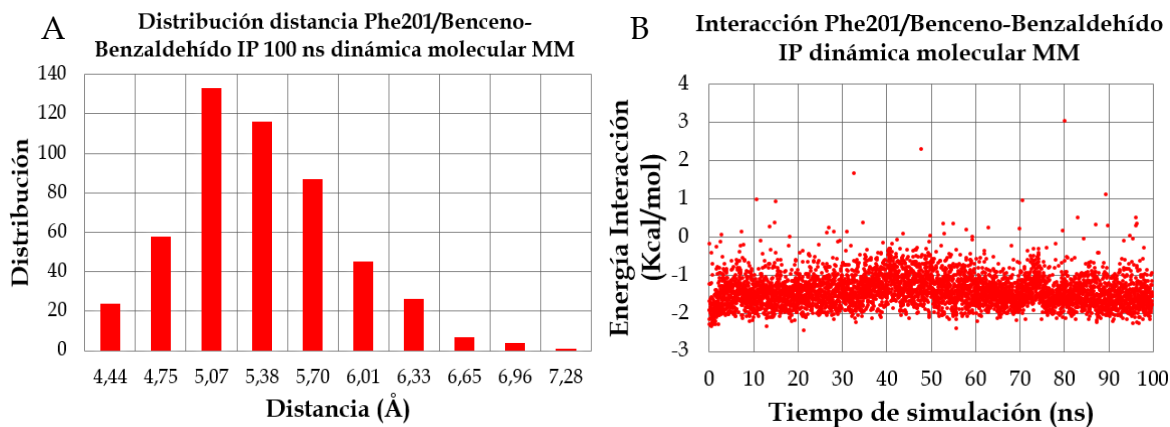 A
Distribución distancia Phe201/Benceno-
Benzaldehído IP 100 ns dinámica molecular MM
Distribución
140
120
100
80
60
40
20
0
4,44 4,75 5,07 5,38 5,70 6,01 6,33 6,65 6,96 7,28
Distancia (Å)
B
Interacción Phe201/Benceno-Benzaldehído
IP dinámica molecular MM
Energía Interacción
(Kcal/mol)
4
3
2
1
0
-1
-2
-3
0 10 20 30 40 50 60 70 80 90 100
Tiempo de simulación (ns)